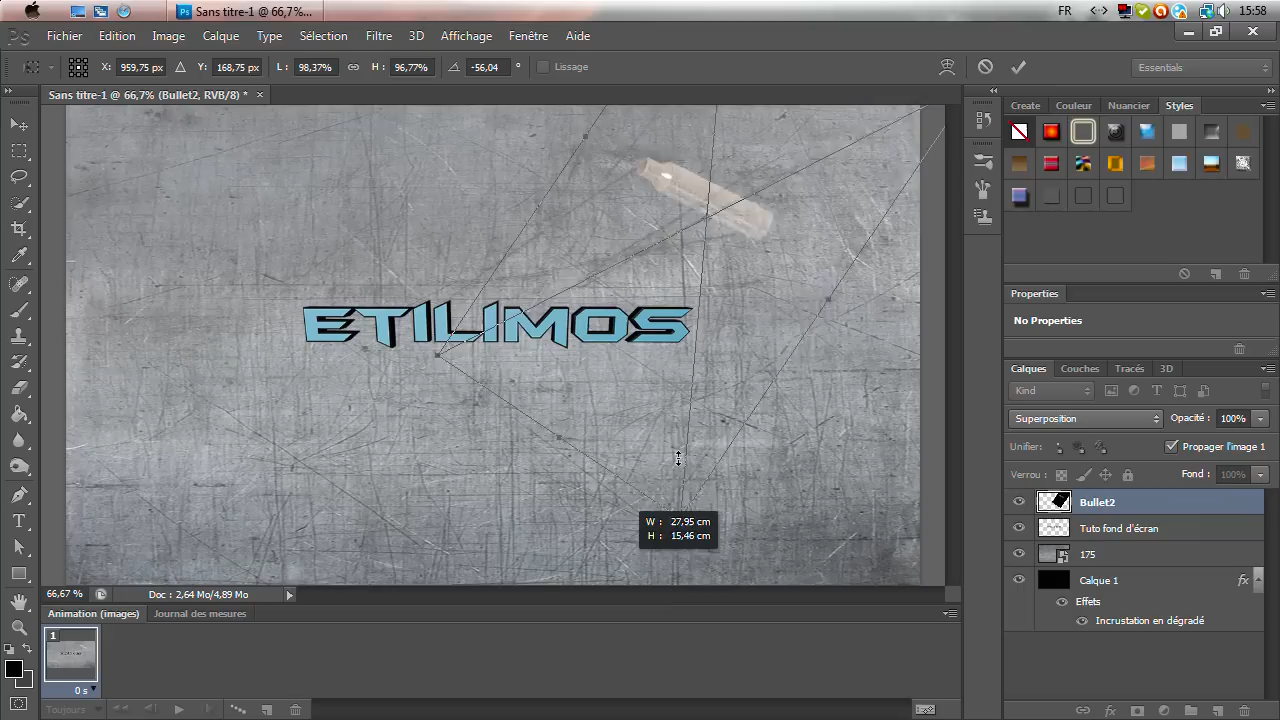 Sans titre-1 @ 66,7%...
FR
15:58
Ps
Fichier Edition Image Calque Type Sélection Filtre 3D Affichage Fenêtre Aide
X: 959,75 px Y: 168,75 px L: 98,37% H: 96,77% -56,04 ° Lissage
Essentials
Sans titre-1 @ 66,7% (Bullet2, RVB/8) * ×
Create Couleur Nuancier Styles
ETILIMOS
Properties
No Properties
Calques Couches Tracés 3D
Kind
Superposition Opacité: 100%
Unifier: Propager l'image 1
Verrou: Fond: 100%
Bullet2
Tuto fond d'écran
175
Calque 1 fx
Effets
Incrustation en dégradé
W : 27,95 cm
H : 15,46 cm
66,67 % Doc : 2,64 Mo/4,89 Mo
Animation (images) Journal des mesures
1
0 s
Toujours